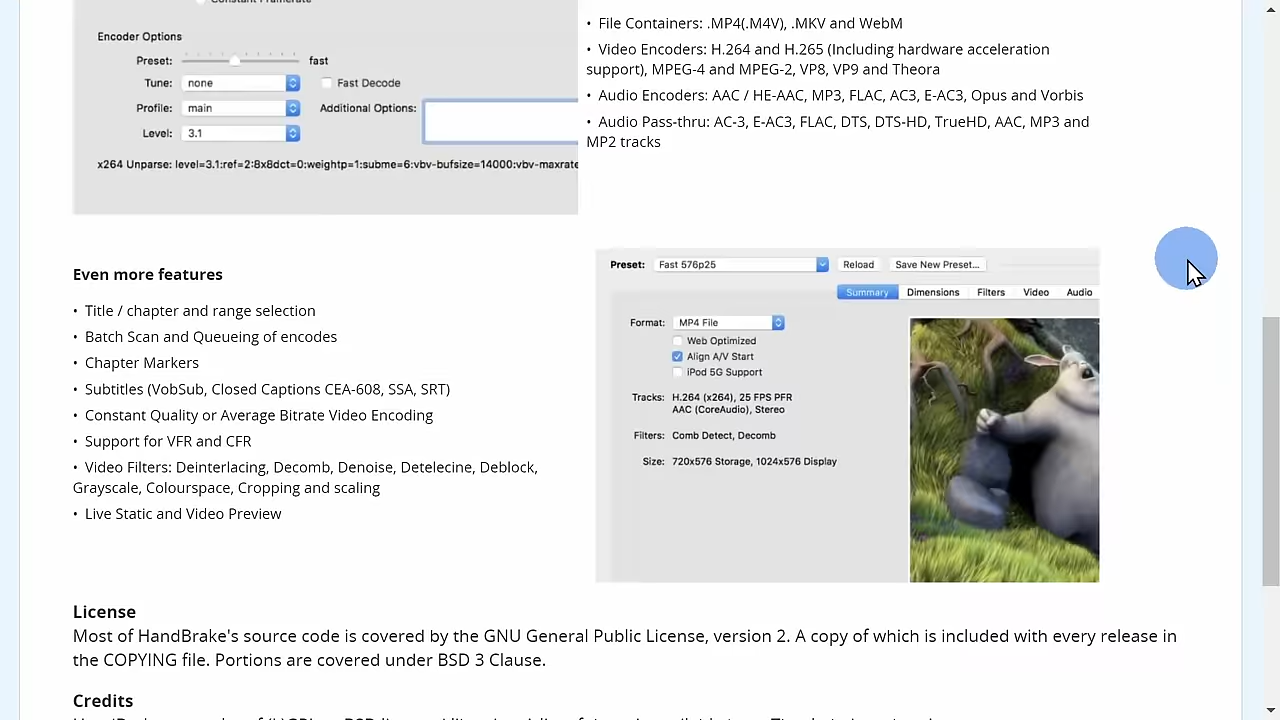 Encoder Options
Preset: fast
Tune: none Fast Decode
Profile: main Additional Options:
Level: 3.1
x264 Unparse: level=3.1:ref=2:8x8dct=0:weightp=1:subme=6:vbv-bufsize=14000:vbv-maxrate
• File Containers: .MP4(.M4V), .MKV and WebM
• Video Encoders: H.264 and H.265 (Including hardware acceleration
support), MPEG-4 and MPEG-2, VP8, VP9 and Theora
• Audio Encoders: AAC / HE-AAC, MP3, FLAC, AC3, E-AC3, Opus and Vorbis
• Audio Pass-thru: AC-3, E-AC3, FLAC, DTS, DTS-HD, TrueHD, AAC, MP3 and
MP2 tracks
Even more features
• Title / chapter and range selection
• Batch Scan and Queueing of encodes
• Chapter Markers
• Subtitles (VobSub, Closed Captions CEA-608, SSA, SRT)
• Constant Quality or Average Bitrate Video Encoding
• Support for VFR and CFR
• Video Filters: Deinterlacing, Decomb, Denoise, Detelecine, Deblock,
Grayscale, Colourspace, Cropping and scaling
• Live Static and Video Preview
Preset: Fast 576p25 Reload Save New Preset...
Summary Dimensions Filters Video Audio
Format: MP4 File
Web Optimized
Align A/V Start
iPod 5G Support
Tracks: H.264 (x264), 25 FPS PFR
AAC (CoreAudio), Stereo
Filters: Comb Detect, Decomb
Size: 720x576 Storage, 1024x576 Display
License
Most of HandBrake's source code is covered by the GNU General Public License, version 2. A copy of which is included with every release in
the COPYING file. Portions are covered under BSD 3 Clause.
Credits